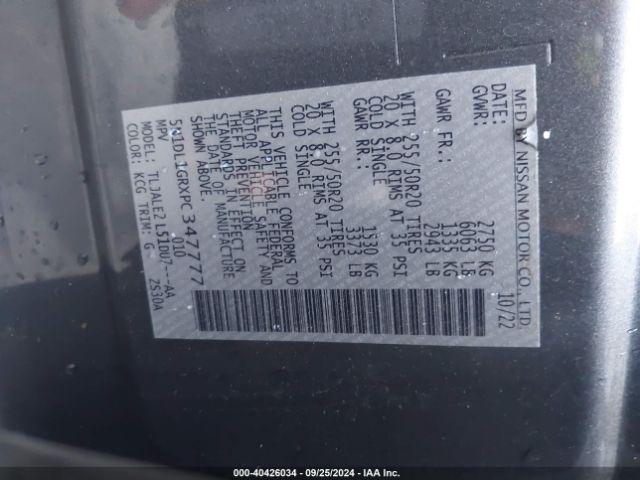 MFD BY NISSAN MOTOR CO., LTD.
DATE: 10/22
GVWR: 2750 KG
6063 LB
GAWR FR.: 1335 KG
2943 LB
WITH 255/50R20 TIRES
20 X 8.0 RIMS AT 35 PSI
COLD SINGLE
GAWR RR.: 1530 KG
3373 LB
WITH 255/50R20 TIRES
20 X 8.0 RIMS AT 35 PSI
COLD SINGLE
THIS VEHICLE CONFORMS TO
ALL APPLICABLE FEDERAL
MOTOR VEHICLE SAFETY AND
THEFT PREVENTION
STANDARDS IN EFFECT ON
THE DATE OF MANUFACTURE
SHOWN ABOVE.
5N1DL1GRXPC347777
MPV 010
MODEL: TLJALE2 L51DU7--AA
COLOR: KCG TRIM: G 2S30A
000-40426034 - 09/25/2024 - IAA Inc.